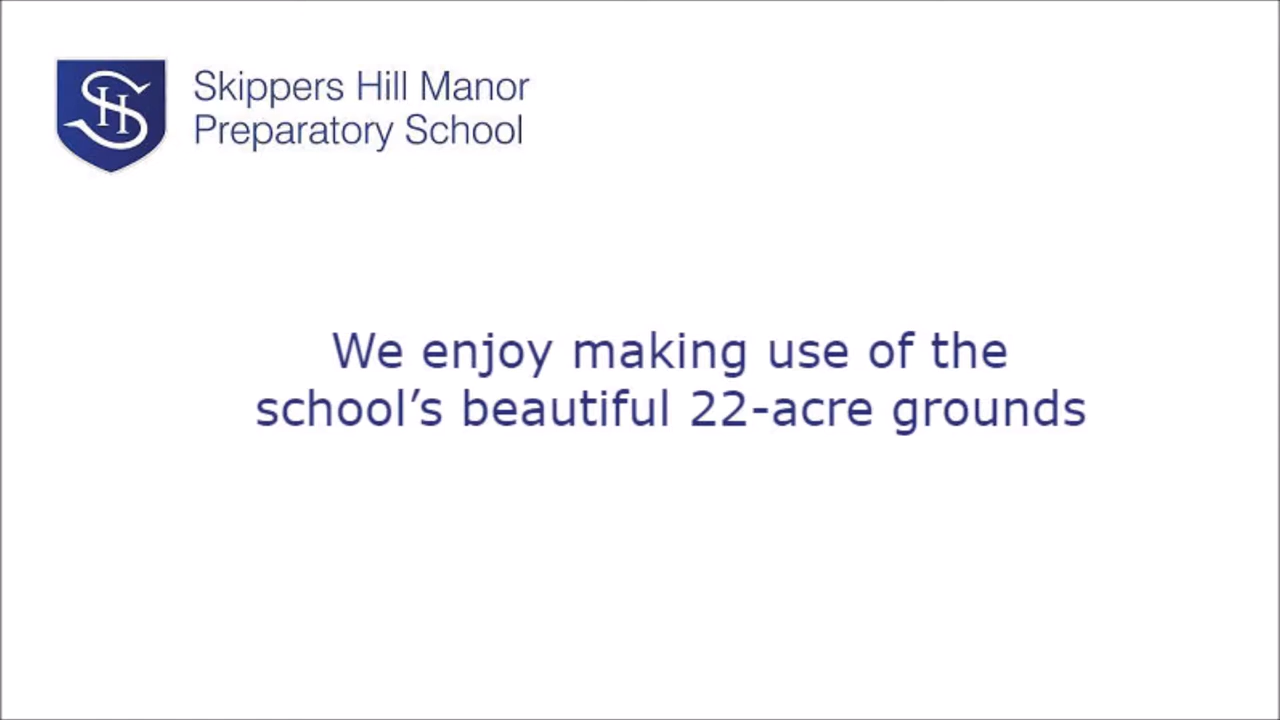 SH
Skippers Hill Manor
Preparatory School
We enjoy making use of the
school’s beautiful 22-acre grounds